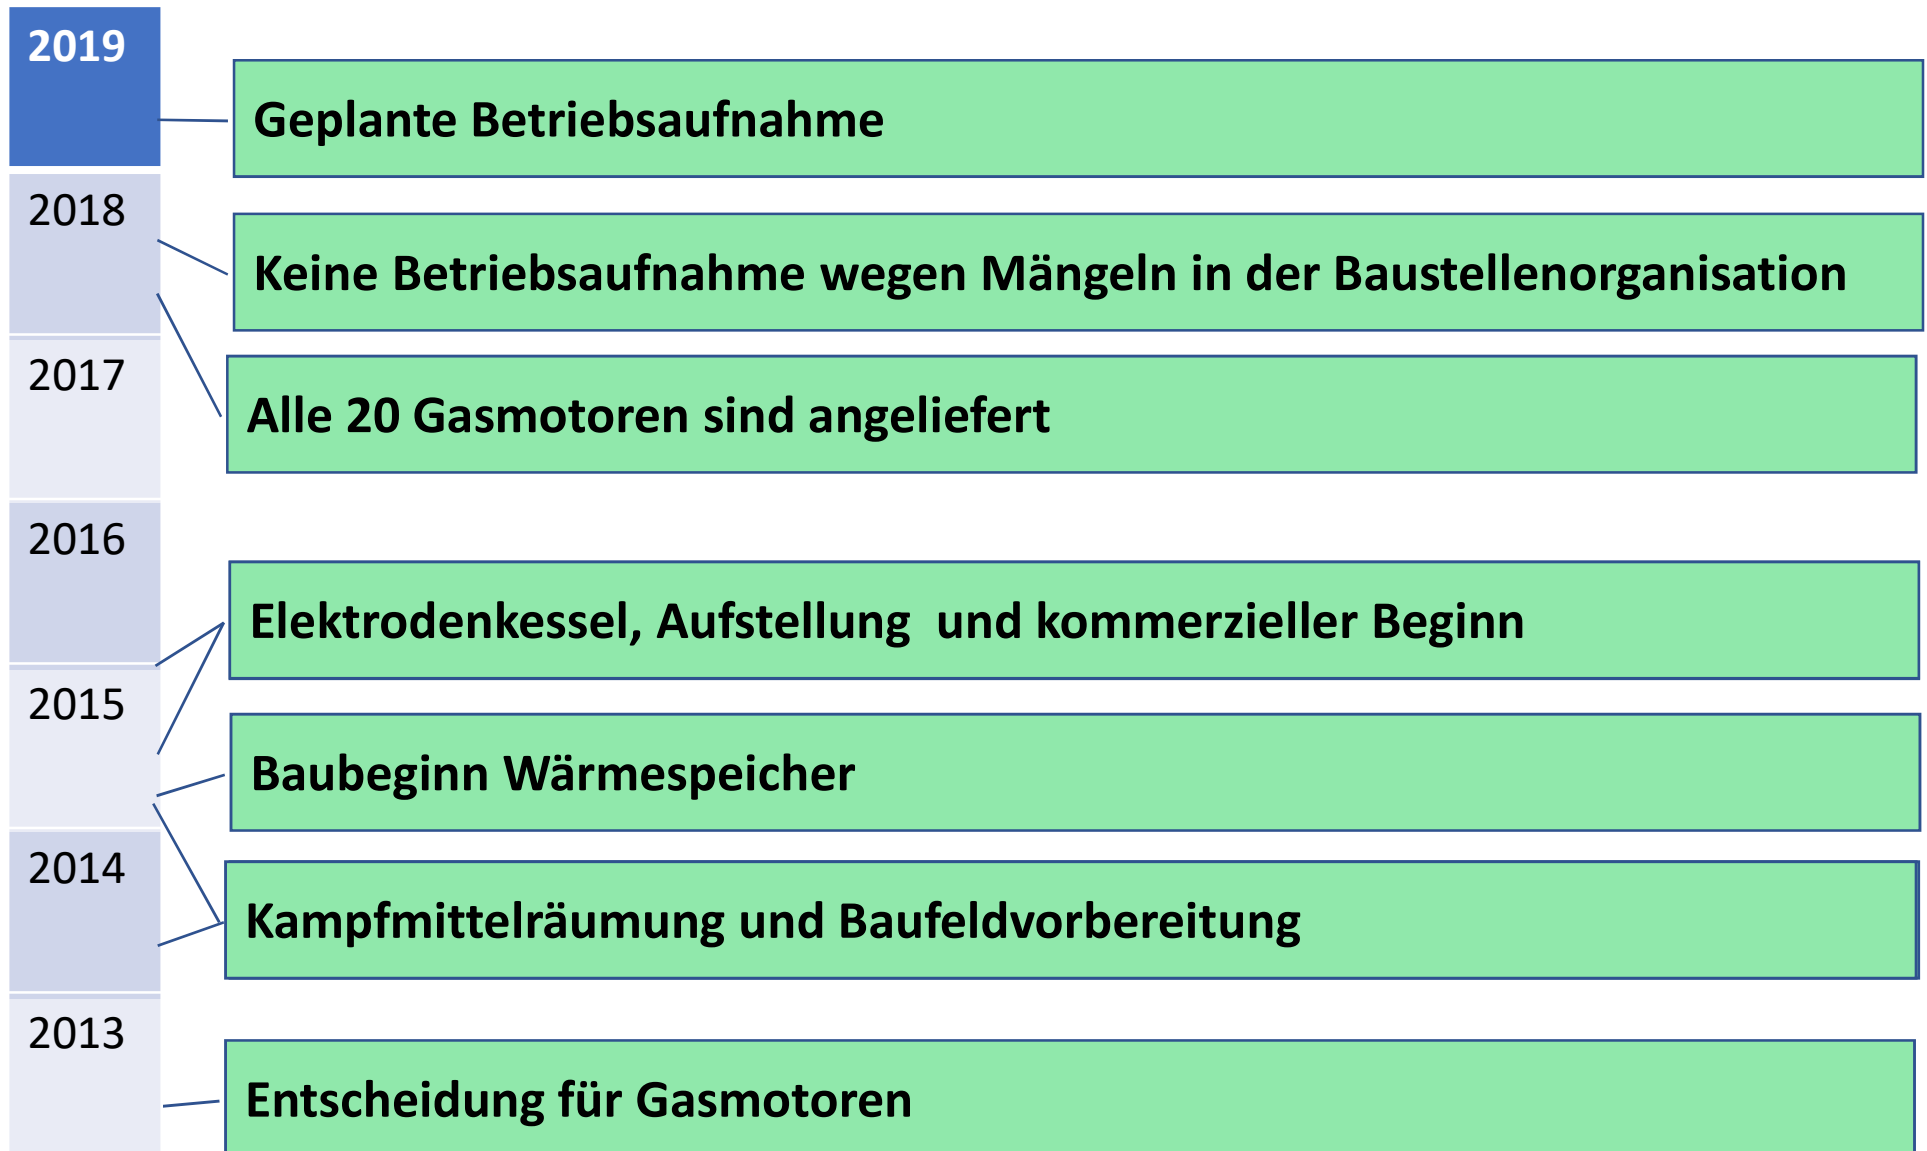 2019
Geplante Betriebsaufnahme
2018
Keine Betriebsaufnahme wegen Mängeln in der Baustellenorganisation
2017
Alle 20 Gasmotoren sind angeliefert
2016
Elektrodenkessel, Aufstellung  und kommerzieller Beginn
2015
Baubeginn Wärmespeicher
2014
Kampfmittelräumung und Baufeldvorbereitung
2013
Entscheidung für Gasmotoren